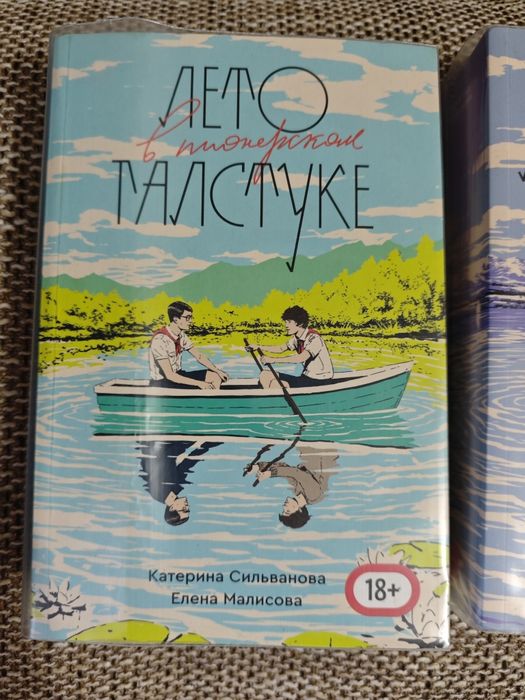 ЛЕТО
в пионерском
ГАЛСТУКЕ
Катерина Сильванова
Елена Малисова
18+